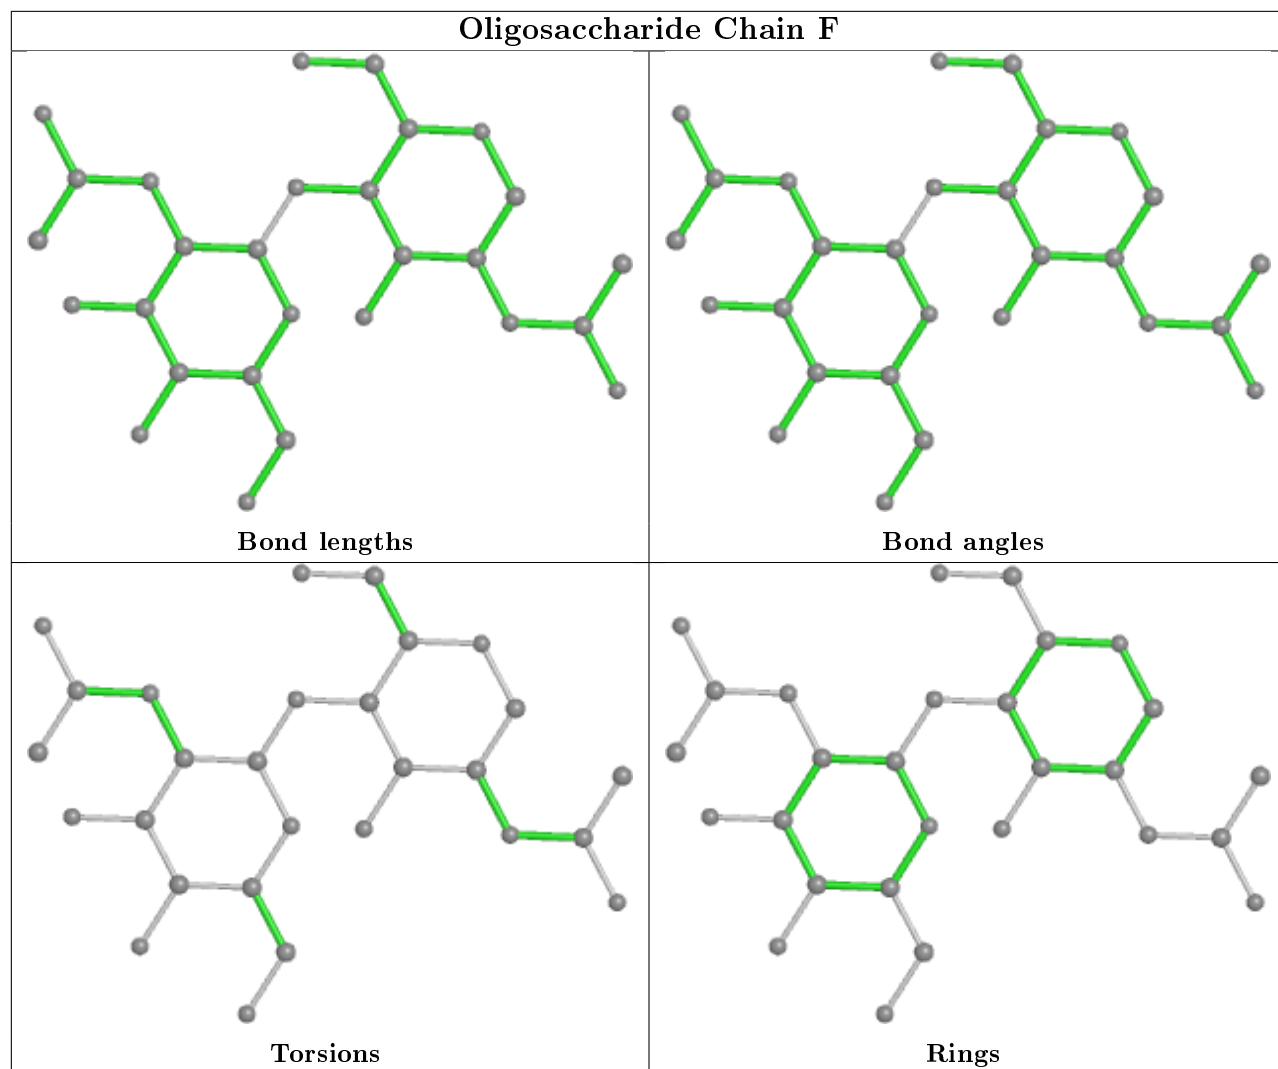 Oligosaccharide Chain F
Bond lengths
Bond angles
Torsions
Rings